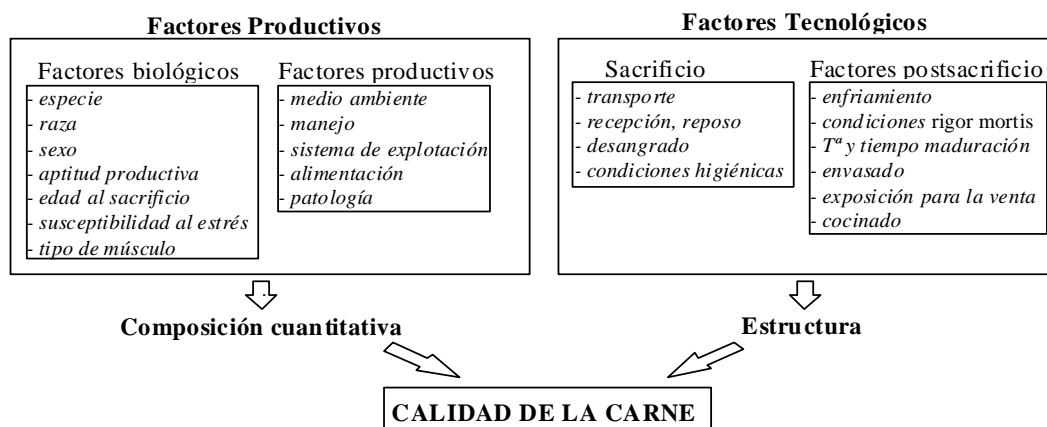 Factores Productivos
Factores biológicos
- especie
- raza
- sexo
- aptitud productiva
- edad al sacrificio
- susceptibilidad al estrés
- tipo de músculo
Factores productivos
- medio ambiente
- manejo
- sistema de explotación
- alimentación
- patología
Factores Tecnológicos
Sacrificio
- transporte
- recepción, reposo
- desangrado
- condiciones higiénicas
Factores postsacrificio
- enfriamiento
- condiciones rigor mortis
- Tª y tiempo maduración
- envasado
- exposición para la venta
- cocinado
Composición cuantitativa
Estructura
CALIDAD DE LA CARNE